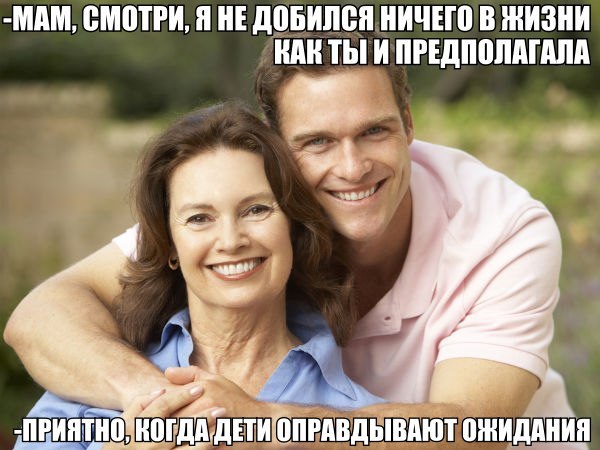 -МАМ, СМОТРИ, Я НЕ ДОБИЛСЯ НИЧЕГО В ЖИЗНИ
КАК ТЫ И ПРЕДПОЛАГАЛА
-ПРИЯТНО, КОГДА ДЕТИ ОПРАВДЫВАЮТ ОЖИДАНИЯ